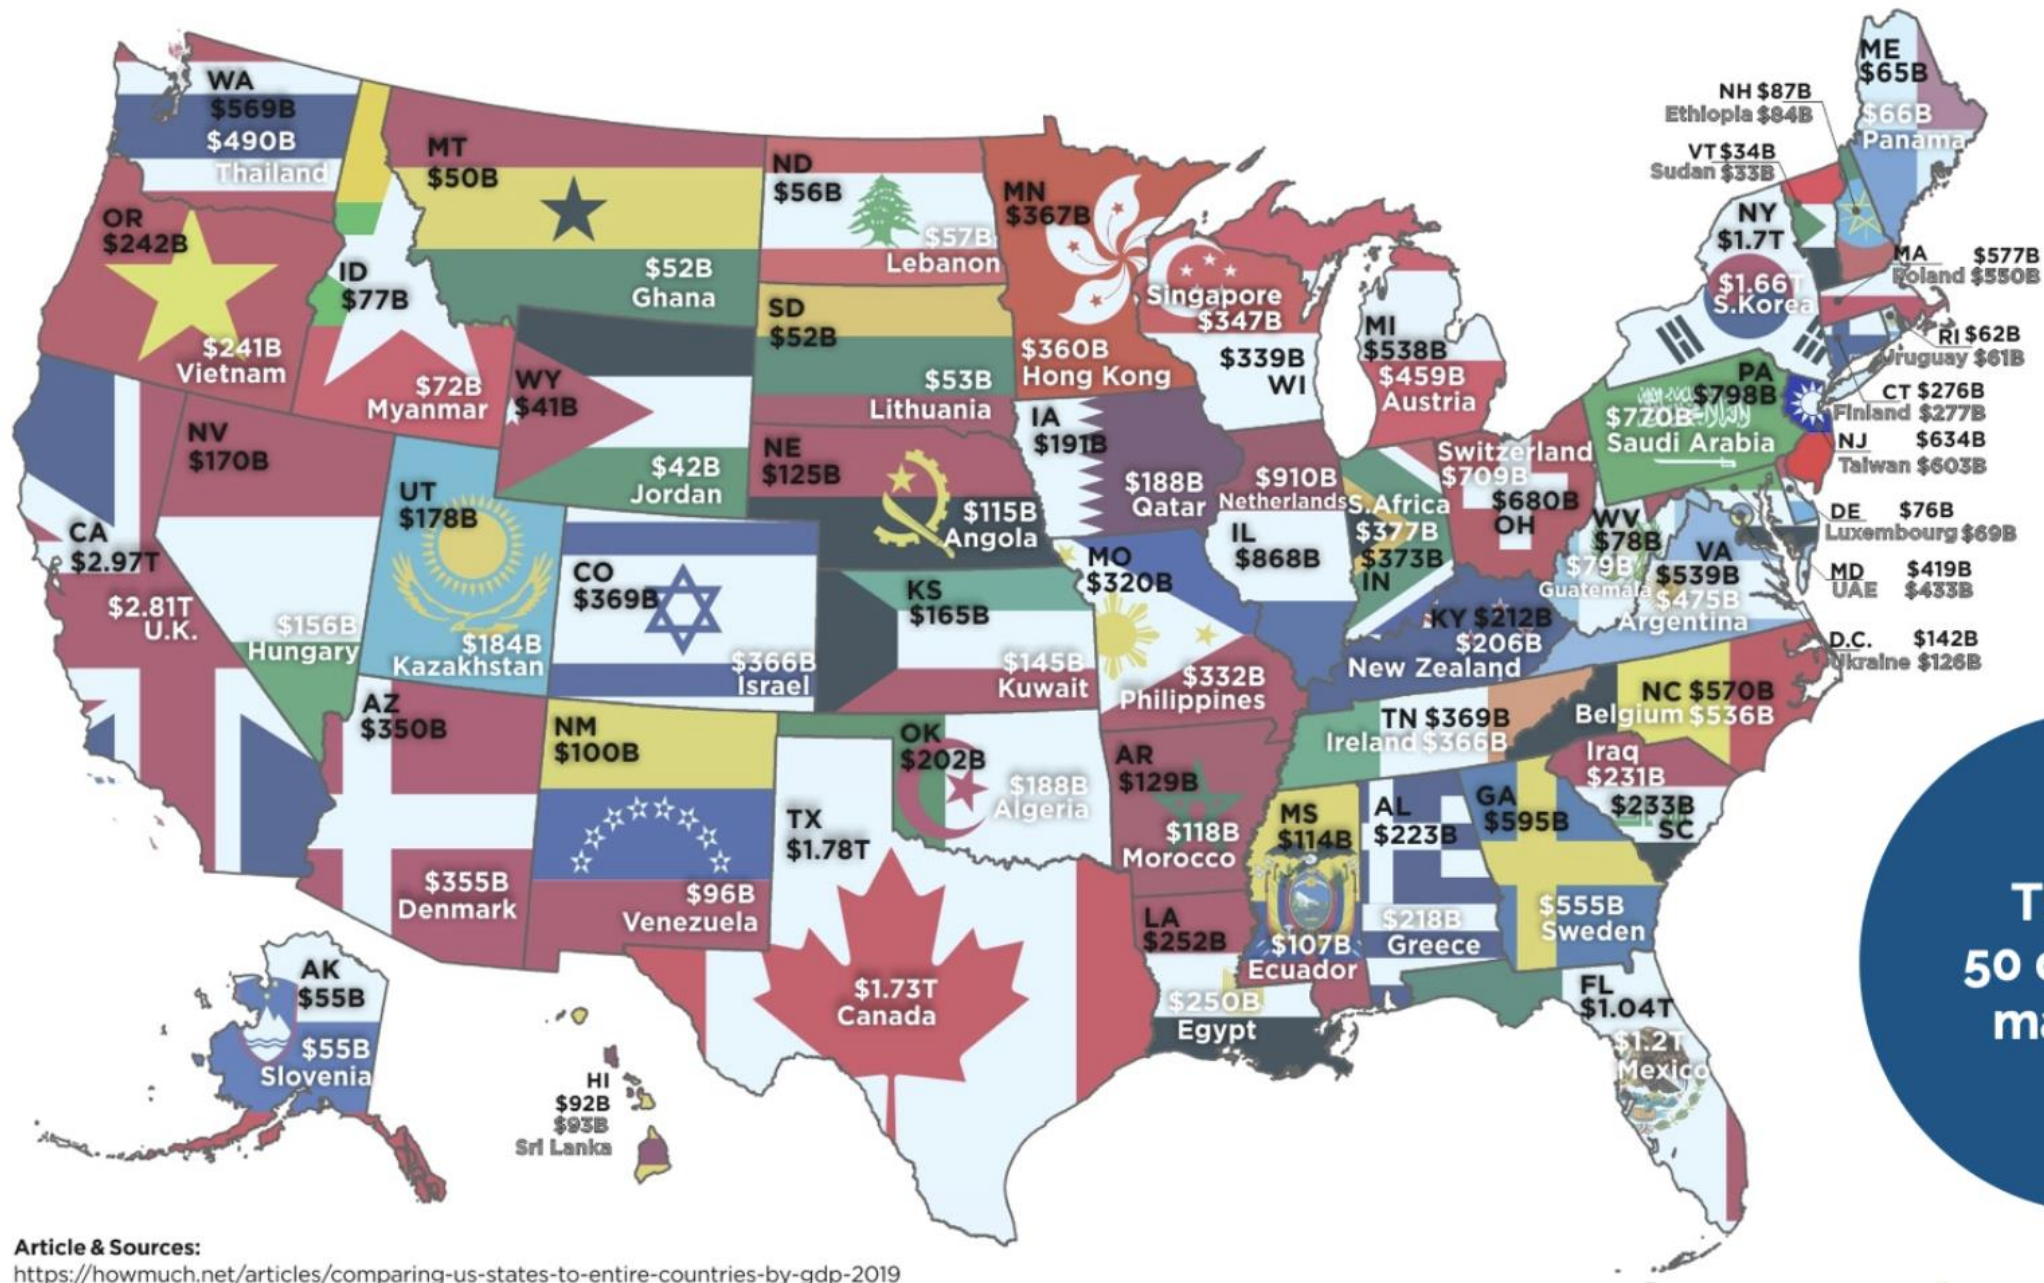 WA
$569B
$490B
Thailand
OR
$242B
$241B
Vietnam
ID
$77B
$72B
Myanmar
MT
$50B
$52B
Ghana
ND
$56B
$57B
Lebanon
SD
$52B
$53B
Lithuania
MN
$367B
$360B
Hong Kong
Singapore
$347B
$339B
WI
MI
$538B
$459B
Austria
ME
$65B
$66B
Panama
NH $87B
Ethiopia $84B
VT $34B
Sudan $33B
NY
$1.7T
$1.66T
S.Korea
MA $577B
Poland $550B
RI $62B
Uruguay $61B
CT $276B
Finland $277B
NJ $634B
Taiwan $603B
PA
$798B
$770B
Saudi Arabia
DE $76B
Luxembourg $69B
MD $419B
UAE $433B
D.C. $142B
Ukraine $126B
WY
$41B
$42B
Jordan
NV
$170B
$156B
Hungary
CA
$2.97T
$2.81T
U.K.
UT
$178B
$184B
Kazakhstan
CO
$369B
$366B
Israel
NE
$125B
$115B
Angola
IA
$191B
$188B
Qatar
$910B
Netherlands
IL
$868B
S.Africa
$377B
$373B
IN
Switzerland
$709B
$680B
OH
WV
$78B
$79B
Guatemala
VA
$539B
$475B
Argentina
KS
$165B
$145B
Kuwait
MO
$320B
$332B
Philippines
KY $212B
$206B
New Zealand
TN $369B
Ireland $366B
NC $570B
Belgium $536B
Iraq
$231B
$233B
SC
AZ
$350B
$355B
Denmark
NM
$100B
$96B
Venezuela
OK
$202B
$188B
Algeria
TX
$1.78T
$1.73T
Canada
AR
$129B
$118B
Morocco
LA
$252B
$250B
Egypt
MS
$114B
$107B
Ecuador
AL
$223B
$218B
Greece
GA
$595B
$555B
Sweden
FL
$1.04T
$1.2T
Mexico
AK
$55B
$55B
Slovenia
HI
$92B
$93B
Sri Lanka
T
50
ma
Article & Sources:
https://howmuch.net/articles/comparing-us-states-to-entire-countries-by-gdp-2019